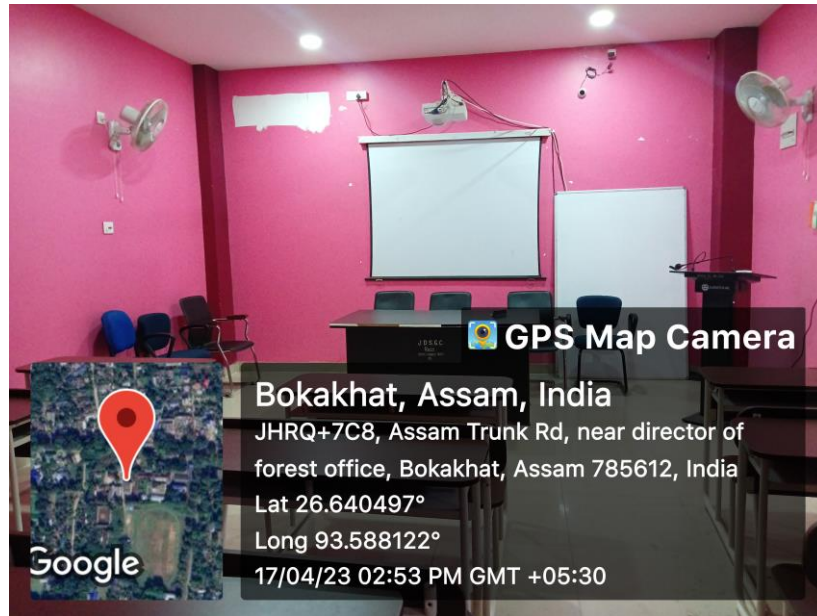 JDSGC
GPS Map Camera
Bokakhat, Assam, India
JHRQ+7C8, Assam Trunk Rd, near director of
forest office, Bokakhat, Assam 785612, India
Lat 26.640497°
Long 93.588122°
17/04/23 02:53 PM GMT +05:30
Google